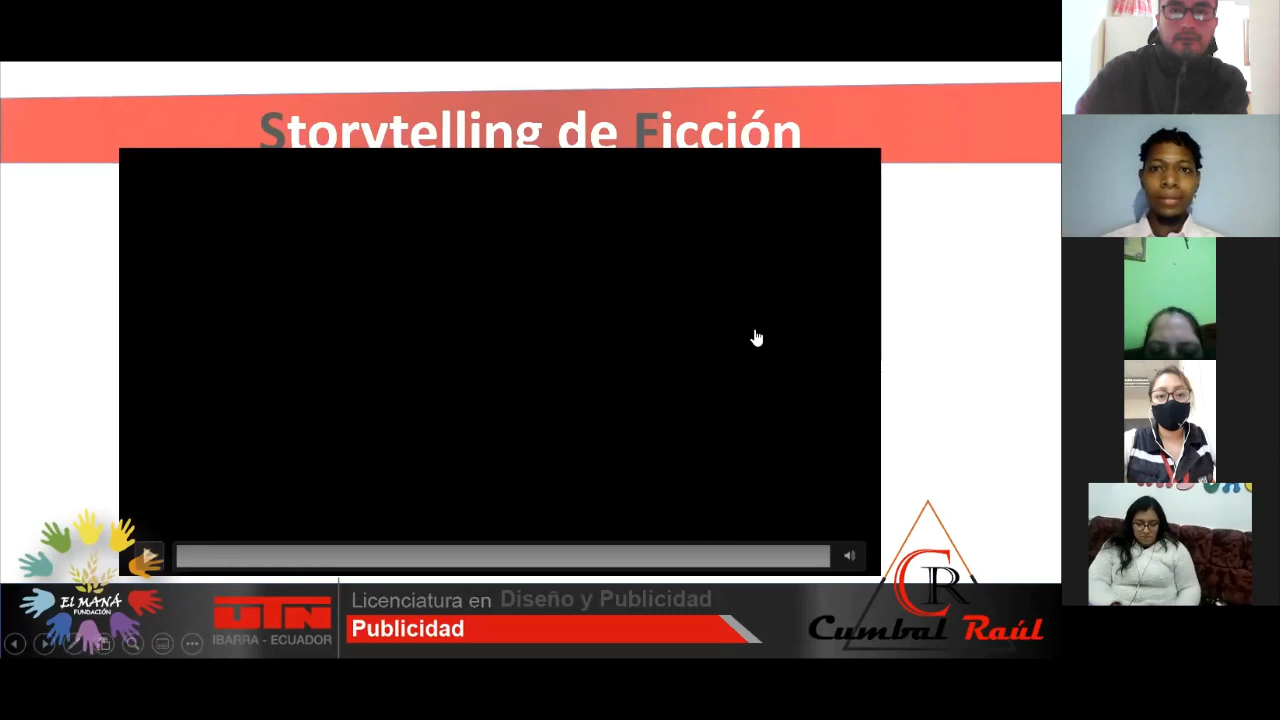 Storytelling de Ficción
EL MANÁ
FUNDACIÓN
UTN
IBARRA - ECUADOR
Licenciatura en Diseño y Publicidad
Publicidad
CR
Cumbal Raúl